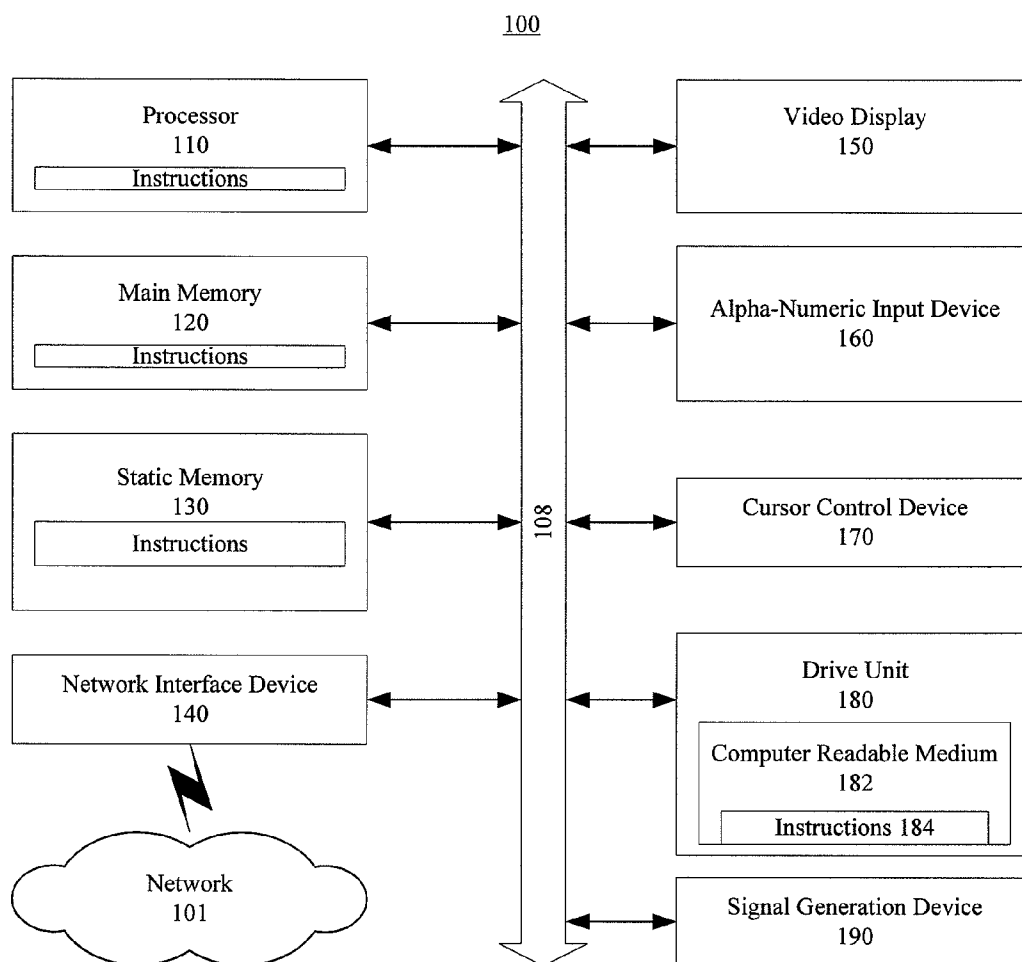 100
Processor
110
Instructions
Main Memory
120
Instructions
Static Memory
130
Instructions
Network Interface Device
140
Network
101
108
Video Display
150
Alpha-Numeric Input Device
160
Cursor Control Device
170
Drive Unit
180
Computer Readable Medium
182
Instructions 184
Signal Generation Device
190